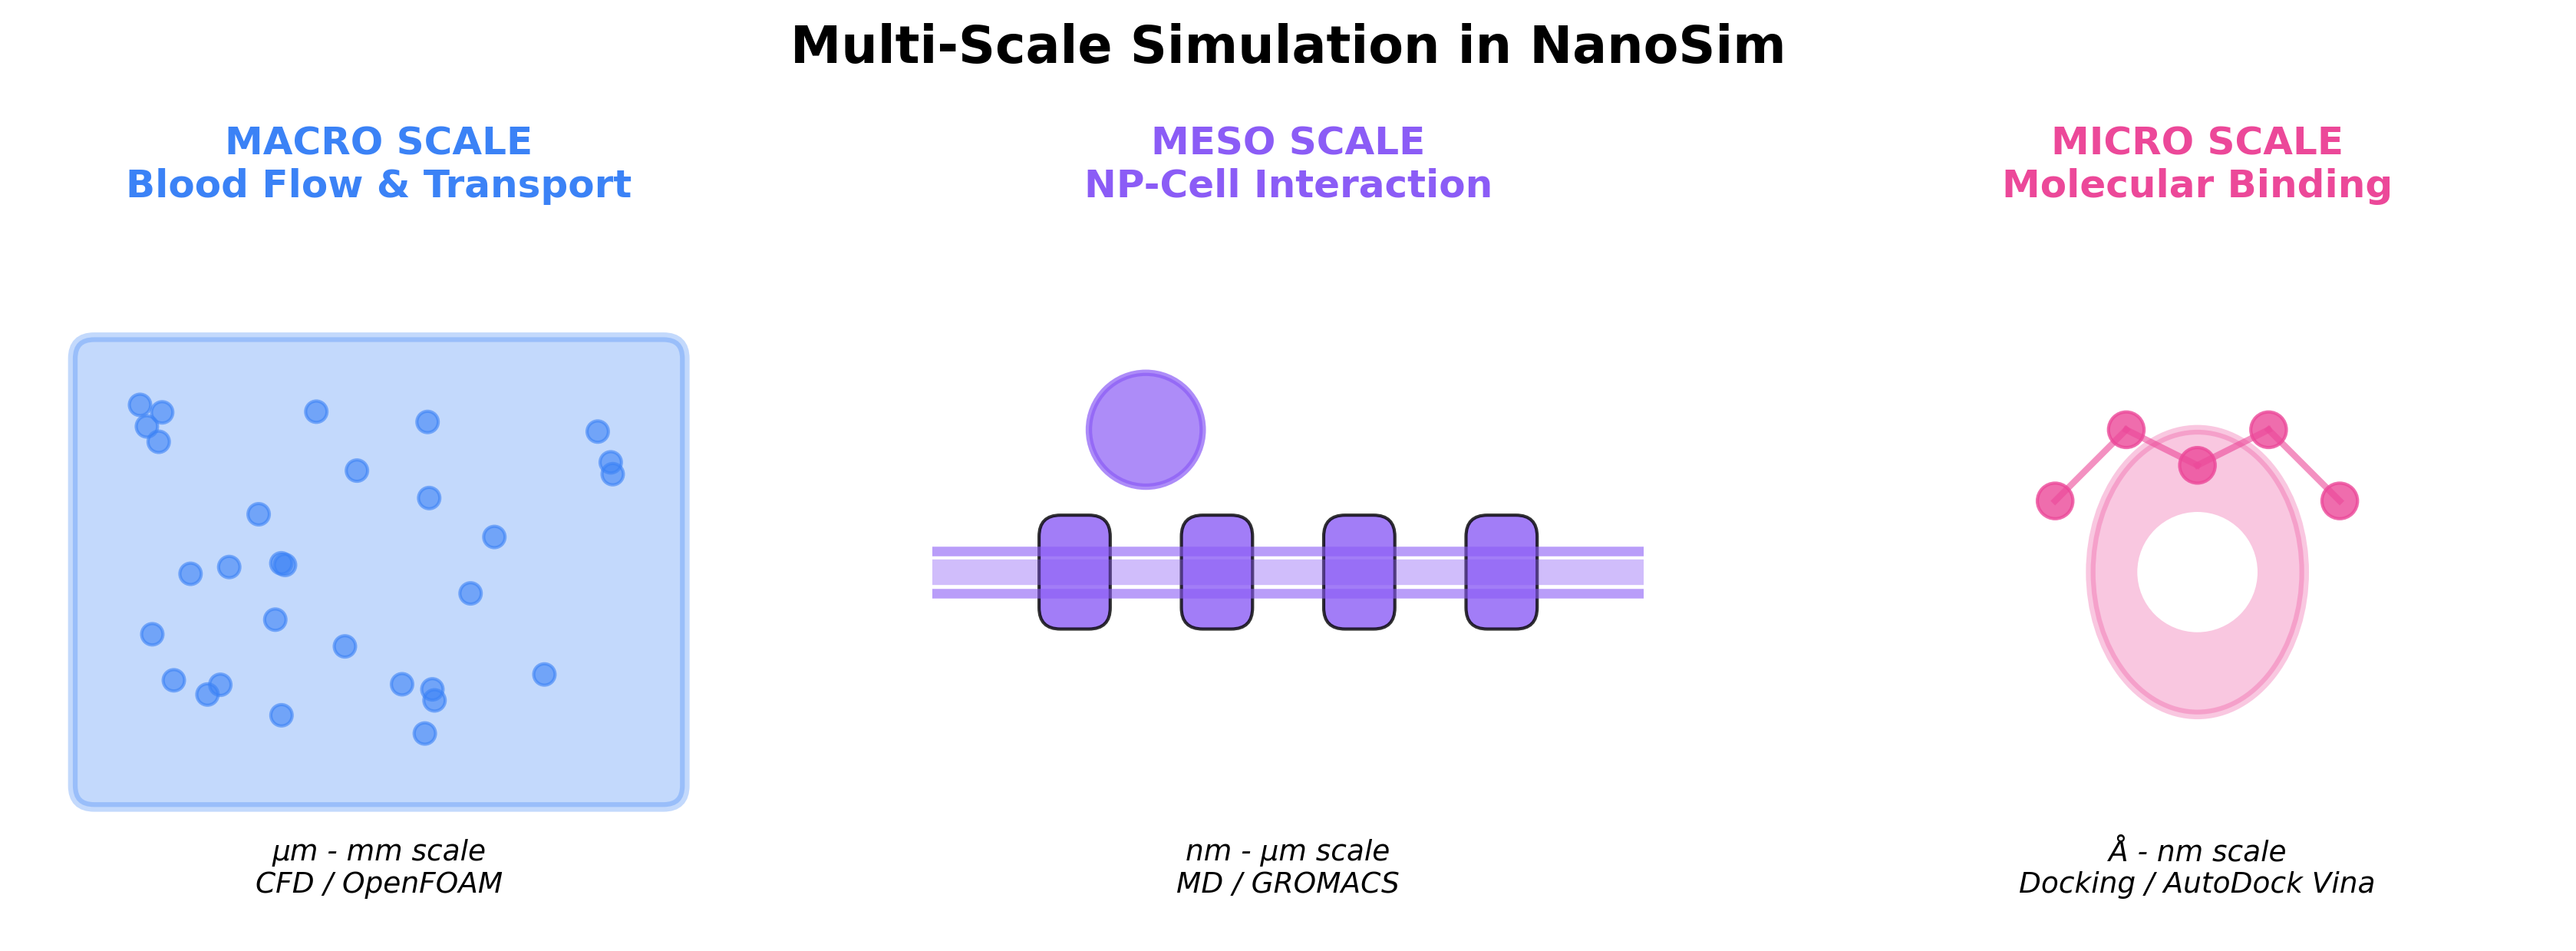 Multi-Scale Simulation in NanoSim
MACRO SCALE
Blood Flow & Transport
µm - mm scale
CFD / OpenFOAM
MESO SCALE
NP-Cell Interaction
nm - µm scale
MD / GROMACS
MICRO SCALE
Molecular Binding
Å - nm scale
Docking / AutoDock Vina